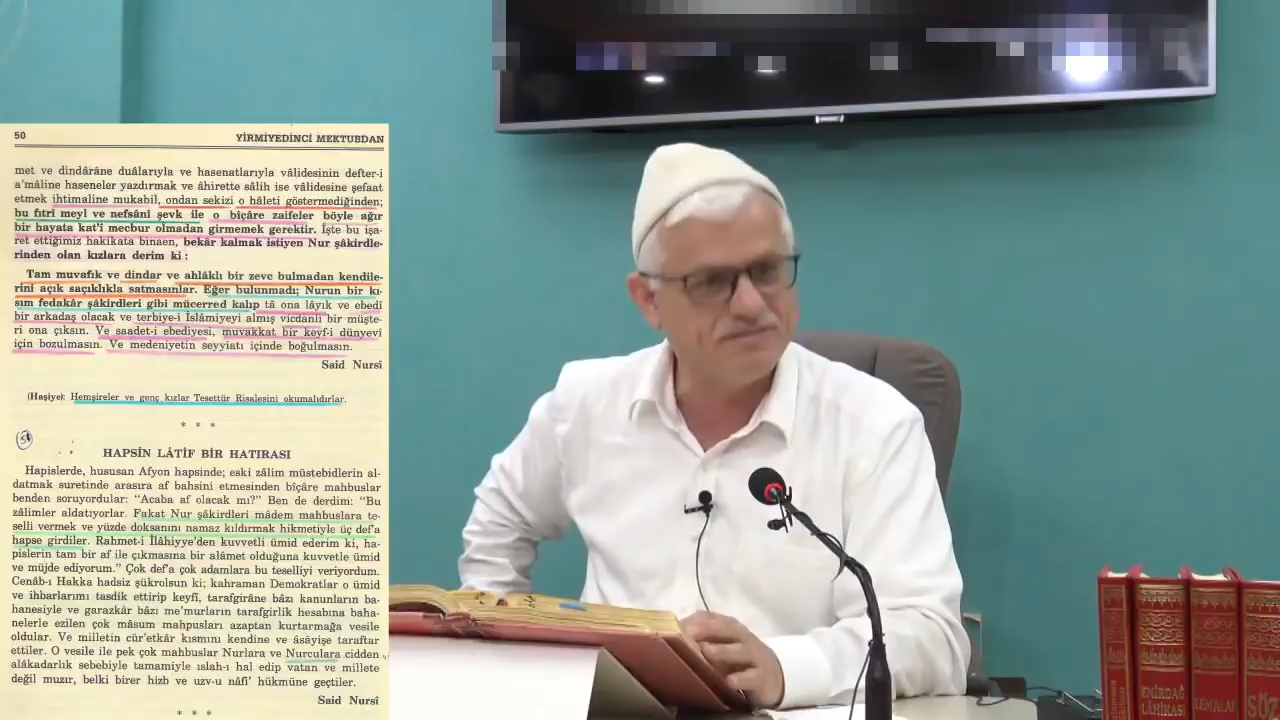 50 YİRMİYEDİNCİ MEKTUBDAN
met ve dindârâne duâlarıyla ve hasenatlarıyla vâlidesinin defter-i
a'mâline haseneler yazdırmak ve âhirette sâlih ise vâlidesine şefaat
etmek ihtimaline mukabil, ondan sekizi o hâleti göstermediğinden;
bu fıtrî meyl ve nefsânî şevk ile o bîçâre zaifeler böyle ağır
bir hayata kat'î mecbur olmadan girmemek gerektir. İşte bu işa-
ret ettiğimiz hakikata binaen, bekâr kalmak istiyen Nur şâkirdle-
rinden olan kızlara derim ki:
Tam muvafık ve dindar ve ahlâklı bir zevc bulmadan kendile-
rini açık saçıklıkla satmasınlar. Eğer bulunmadı; Nurun bir kı-
sım fedakâr şâkirdleri gibi mücerred kalıp tâ ona lâyık ve ebedî
bir arkadaş olacak ve terbiye-i İslâmiyeyi almış vicdanlı bir müşte-
ri ona çıksın. Ve saadet-i ebediyesi, muvakkat bir keyf-i dünyevî
için bozulmasın. Ve medeniyetin seyyiatı içinde boğulmasın.
Said Nursî
(Haşiye): Hemşireler ve genç kızlar Tesettür Risalesini okumalıdırlar.
* * *
HAPSİN LÂTİF BİR HATIRASI
Hapislerde, hususan Afyon hapsinde; eski zâlim müstebidlerin al-
datmak suretinde arasıra af bahsini etmesinden bîçâre mahbuslar
benden soruyordular: "Acaba af olacak mı?" Ben de derdim: "Bu
zâlimler aldatıyorlar. Fakat Nur şâkirdleri mâdem mahbuslara te-
selli vermek ve yüzde doksanını namaz kıldırmak hikmetiyle üç def'a
hapse girdiler. Rahmet-i İlâhiyye'den kuvvetli ümid ederim ki, ha-
pislerin tam bir af ile çıkmasına bir alâmet olduğuna kuvvetle ümid
ve müjde ediyorum." Çok def'a çok adamlara bu teselliyi veriyordum.
Cenâb-ı Hakka hadsiz şükrolsun ki; kahraman Demokratlar o ümid
ve ihbarlarımı tasdik ettirip keyfî, tarafgirâne bâzı kanunların ba-
hanesiyle ve garazkâr bâzı me'murların tarafgirlik hesabına baha-
nelerle ezilen çok mâsum mahpusları azaptan kurtarmağa vesile
oldular. Ve milletin cür'etkâr kısmını kendine ve âsâyişe taraftar
ettiler. O vesile ile pek çok mahbuslar Nurlara ve Nurculara cidden
alâkadarlık sebebiyle tamamiyle ıslah-ı hal edip vatan ve millete
değil muzır, belki birer hizb ve uzv-u nâfi' hükmüne geçtiler.
Said Nursî
* * *
EMİRDAĞ
LÂHİKASI
SÖZ